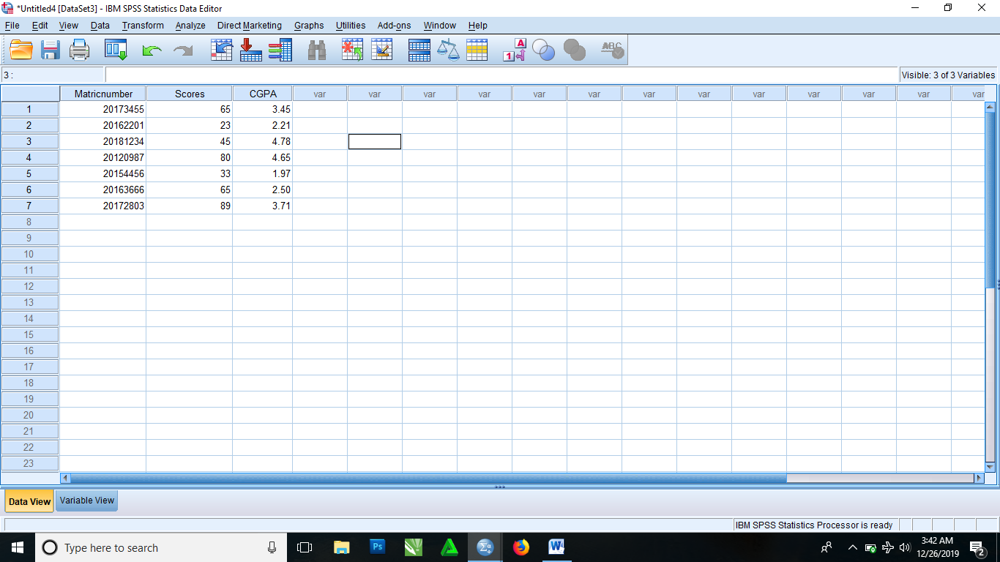 *Untitled4 [DataSet3] - IBM SPSS Statistics Data Editor
File Edit View Data Transform Analyze Direct Marketing Graphs Utilities Add-ons Window Help
1 A ABC
3 : Visible: 3 of 3 Variables
Matricnumber Scores CGPA var var var var var var var var var var var var var
1 20173455 65 3.45
2 20162201 23 2.21
3 20181234 45 4.78
4 20120987 80 4.65
5 20154456 33 1.97
6 20163666 65 2.50
7 20172803 89 3.71
8
9
10
11
12
13
14
15
16
17
18
19
20
21
22
23
Data View Variable View
IBM SPSS Statistics Processor is ready
Type here to search Ps Σα W 3:42 AM
12/26/2019 2